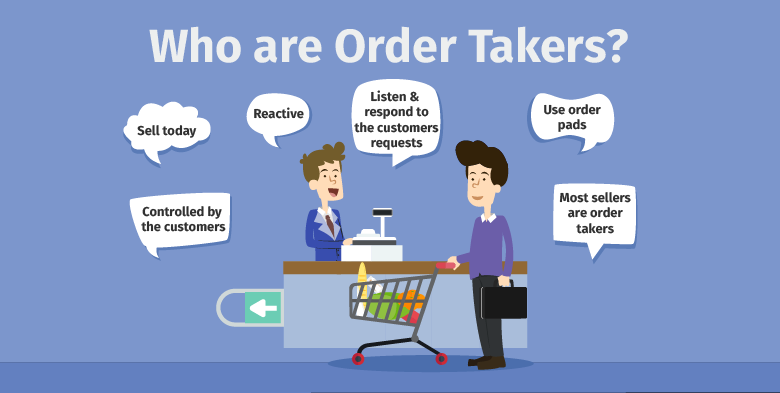 Who are Order Takers?
Sell today
Reactive
Listen &
respond to
the customers
requests
Use order
pads
Controlled by
the customers
Most sellers
are order
takers